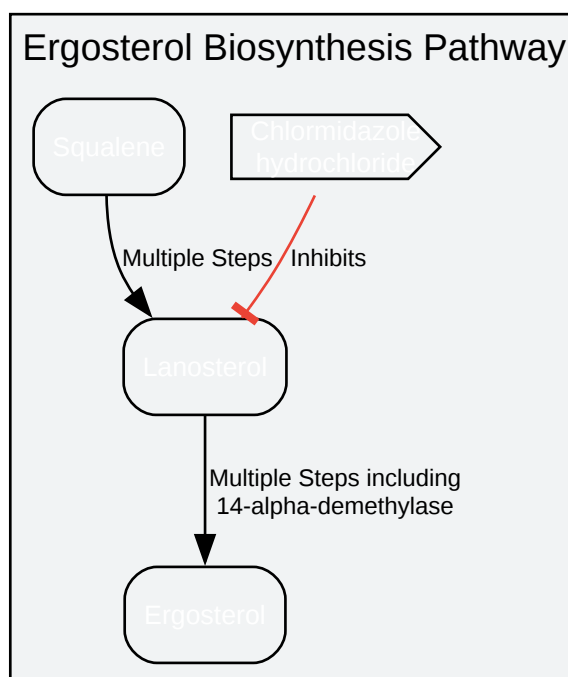 Ergosterol Biosynthesis Pathway
Squalene
Chlormidazole
hydrochloride
Multiple Steps
Inhibits
Lanosterol
Multiple Steps including
14-alpha-demethylase
Ergosterol